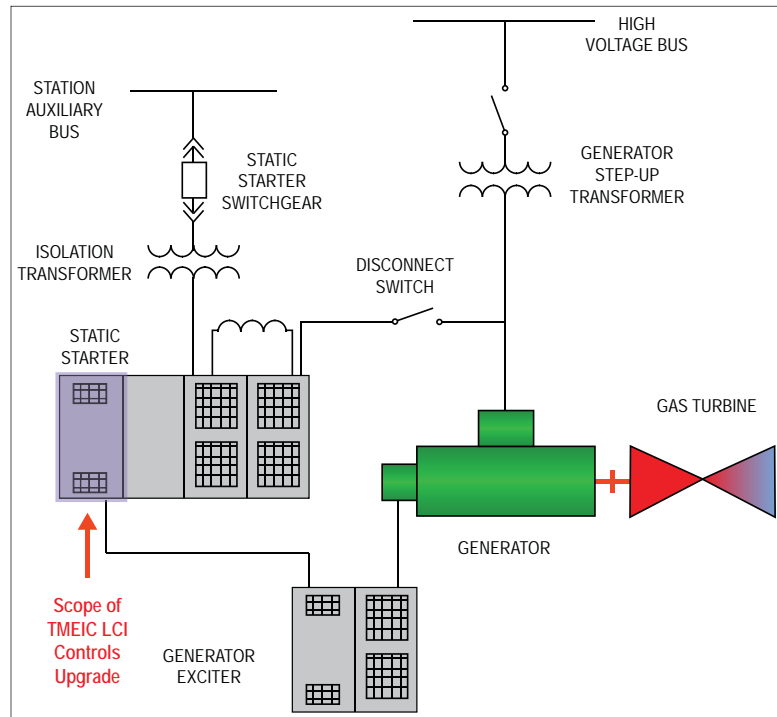 HIGH
VOLTAGE BUS
STATION
AUXILIARY
BUS
STATIC
STARTER
SWITCHGEAR
GENERATOR
STEP-UP
TRANSFORMER
ISOLATION
TRANSFORMER
DISCONNECT
SWITCH
STATIC
STARTER
GAS TURBINE
GENERATOR
Scope of
TMEIC LCI
Controls
Upgrade
GENERATOR
EXCITER